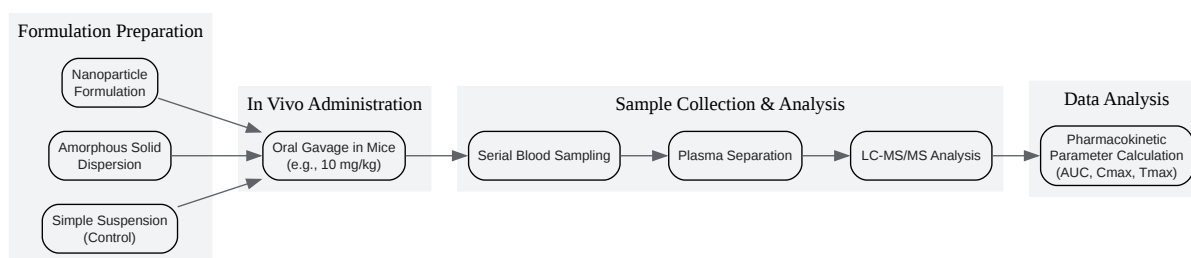 Formulation Preparation
Nanoparticle
Formulation
Amorphous Solid
Dispersion
Simple Suspension
(Control)
In Vivo Administration
Oral Gavage in Mice
(e.g., 10 mg/kg)
Sample Collection & Analysis
Serial Blood Sampling
Plasma Separation
LC-MS/MS Analysis
Data Analysis
Pharmacokinetic
Parameter Calculation
(AUC, Cmax, Tmax)